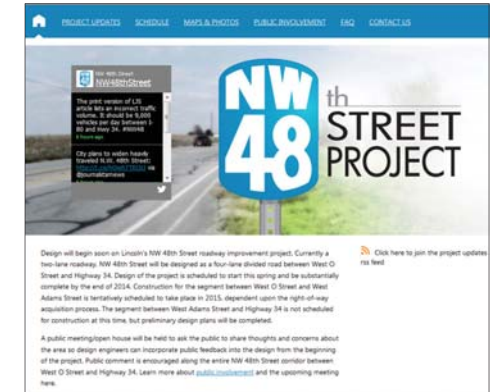 PROJECT UPDATES SCHEDULE MAPS & PHOTOS PUBLIC INVOLVEMENT FAQ CONTACT US
NW 48th Street
NW48thStreet
The print version of LJS
article lists an incorrect traffic
volume. It should be 9,000
vehicles per day between I-
80 and Hwy 34.
6 hours ago
City plans to widen heavily
traveled N.W. 48th Street:
via
@journalstarnews
NW
48
th
STREET
PROJECT
Design will begin soon on Lincoln's NW 48th Street roadway improvement project. Currently a
two-lane roadway, NW 48th Street will be designed as a four-lane divided road between West O
Street and Highway 34. Design of the project is scheduled to start this spring and be substantially
complete by the end of 2014. Construction for the segment between West O Street and West
Adams Street is tentatively scheduled to take place in 2015, dependent upon the right-of-way
acquisition process. The segment between West Adams Street and Highway 34 is not scheduled
for construction at this time, but preliminary design plans will be completed.
Click here to join the project updates
rss feed
A public meeting/open house will be held to ask the public to share thoughts and concerns about
the area so design engineers can incorporate public feedback into the design from the beginning
of the project. Public comment is encouraged along the entire NW 48th Street corridor between
West O Street and Highway 34. Learn more about public involvement and the upcoming meeting
here.